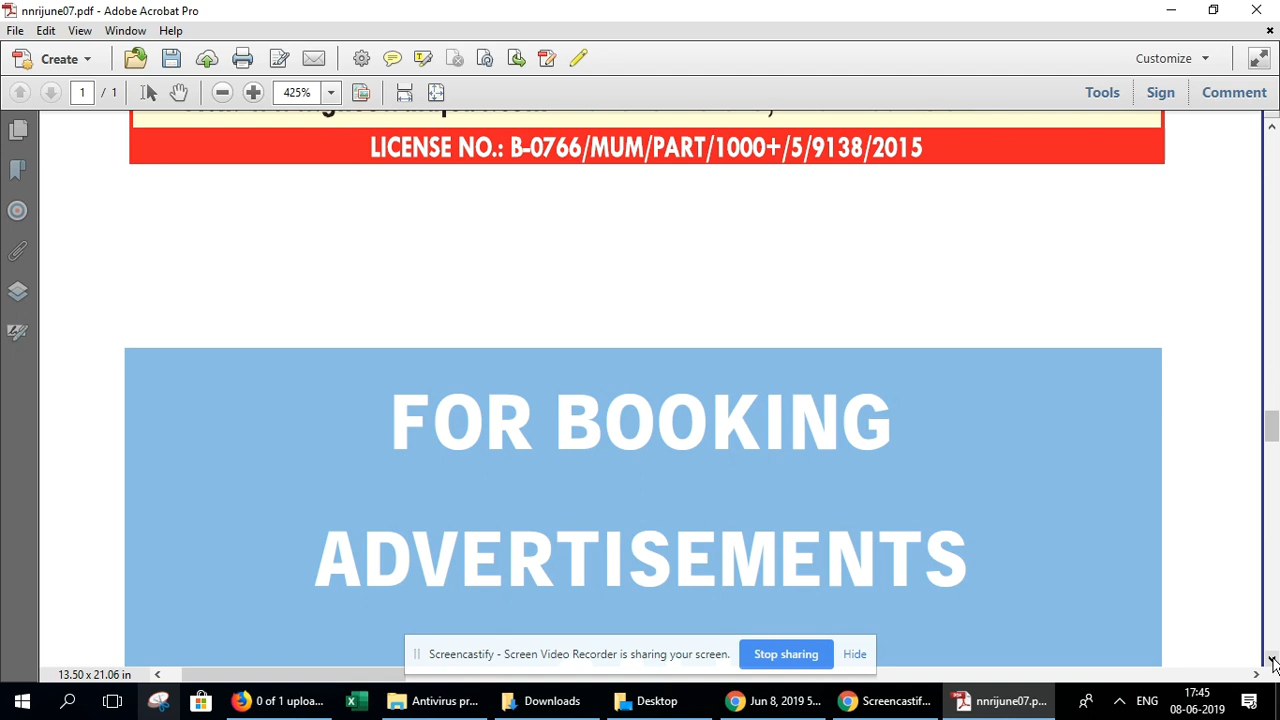 nnrijune07.pdf - Adobe Acrobat Pro
File Edit View Window Help
Create
Customize
1 / 1
425%
Tools Sign Comment
LICENSE NO.: B-0766/MUM/PART/1000+/5/9138/2015
FOR BOOKING
ADVERTISEMENTS
Screencastify - Screen Video Recorder is sharing your screen. Stop sharing Hide
13.50 x 21.06 in
0 of 1 uploa...
Antivirus pr...
Downloads
Desktop
Jun 8, 2019 5...
Screencastif...
nnrijune07.p...
ENG
17:45
08-06-2019